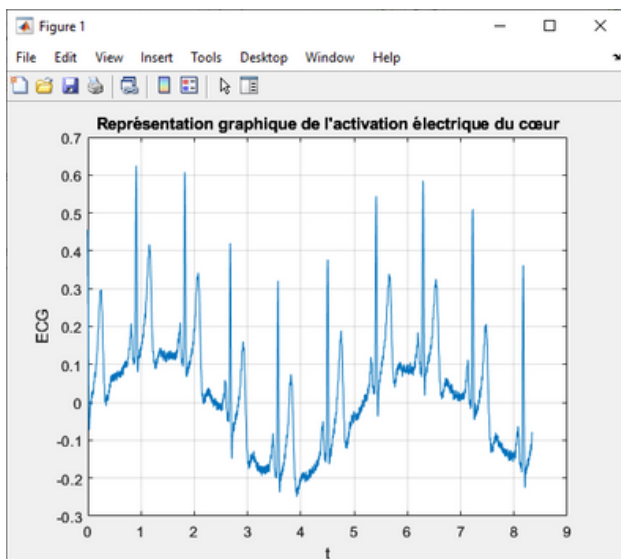 Figure 1
File Edit View Insert Tools Desktop Window Help
Représentation graphique de l'activation électrique du cœur
0.7
0.6
0.5
0.4
0.3
0.2
0.1
0
-0.1
-0.2
-0.3
ECG
0 1 2 3 4 5 6 7 8 9
t